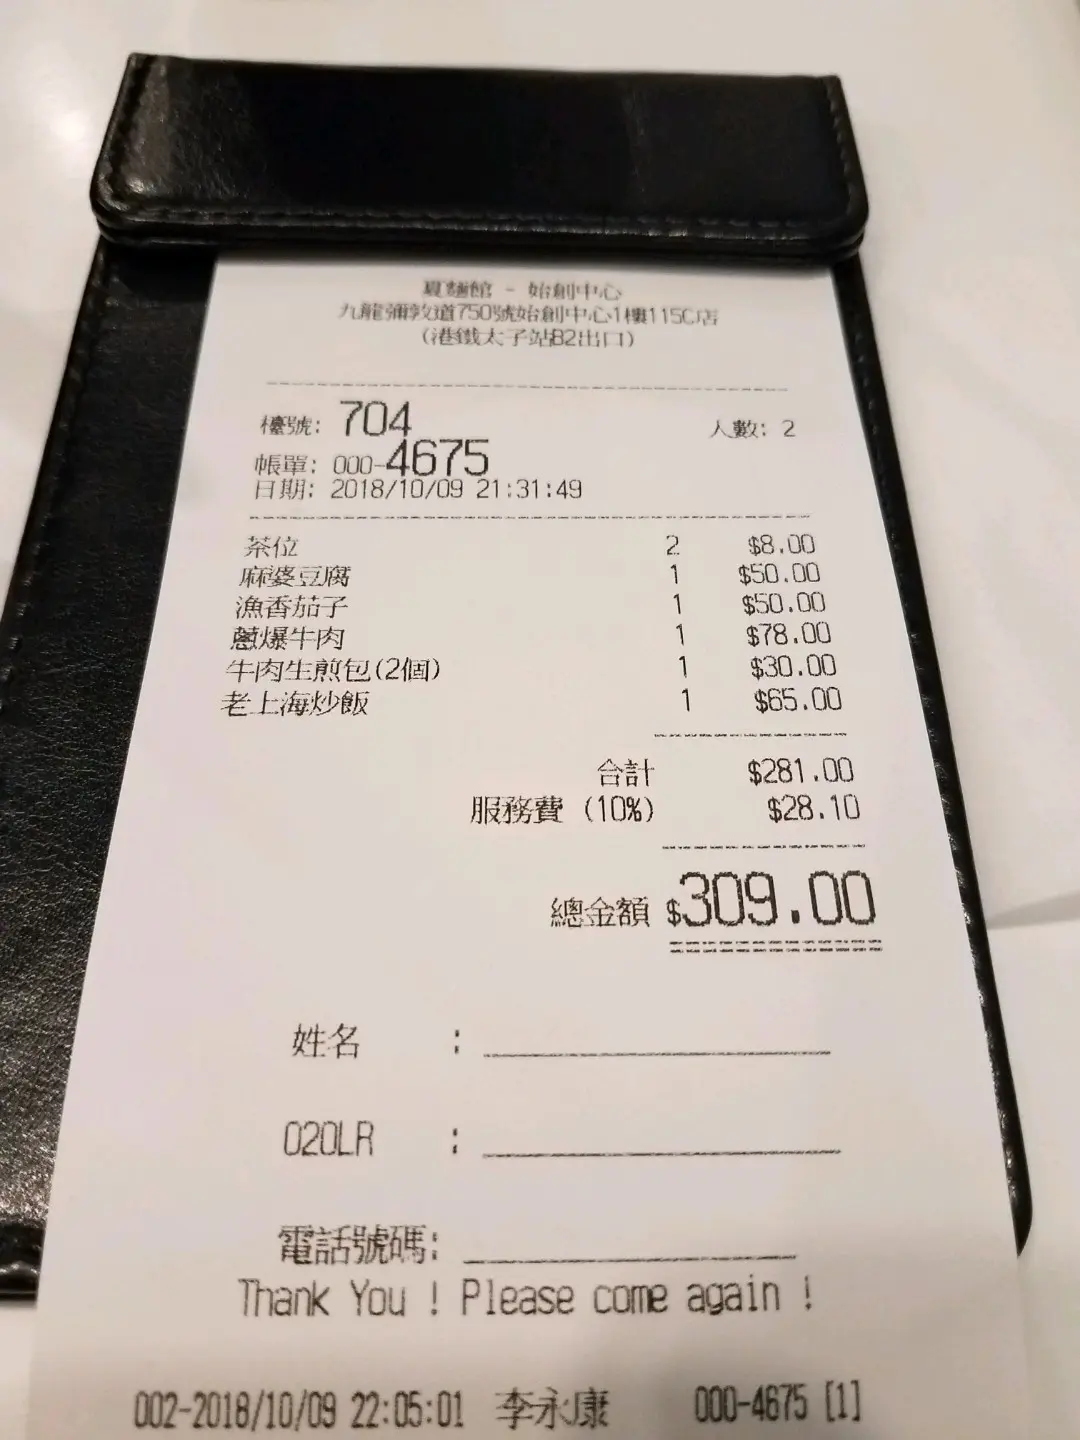 夏麵館 - 始創中心
九龍彌敦道750號始創中心1樓115C店
(港鐵太子站B2出口)
檯號: 704 人數: 2
帳單: 000-4675
日期: 2018/10/09 21:31:49
茶位 2 $8.00
麻婆豆腐 1 $50.00
漁香茄子 1 $50.00
蔥爆牛肉 1 $78.00
牛肉生煎包(2個) 1 $30.00
老上海炒飯 1 $65.00
合計 $281.00
服務費 (10%) $28.10
總金額 $309.00
姓名 :
O2OLR :
電話號碼:
Thank You ! Please come again !
002-2018/10/09 22:05:01 李永康 000-4675 [1]